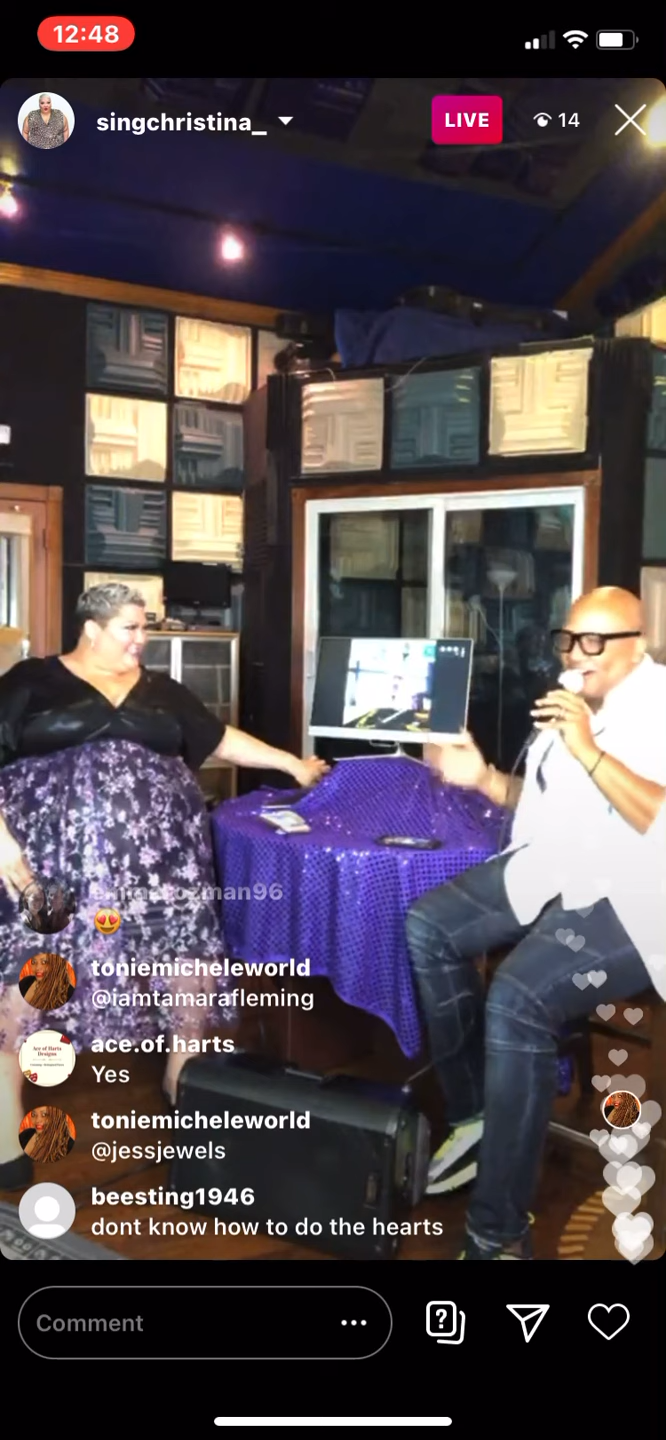 12:48
singchristina_
LIVE
14
😍
toniemicheleworld
@iamtamarafleming
ace.of.harts
Yes
toniemicheleworld
@jessjewels
beesting1946
dont know how to do the hearts
Comment